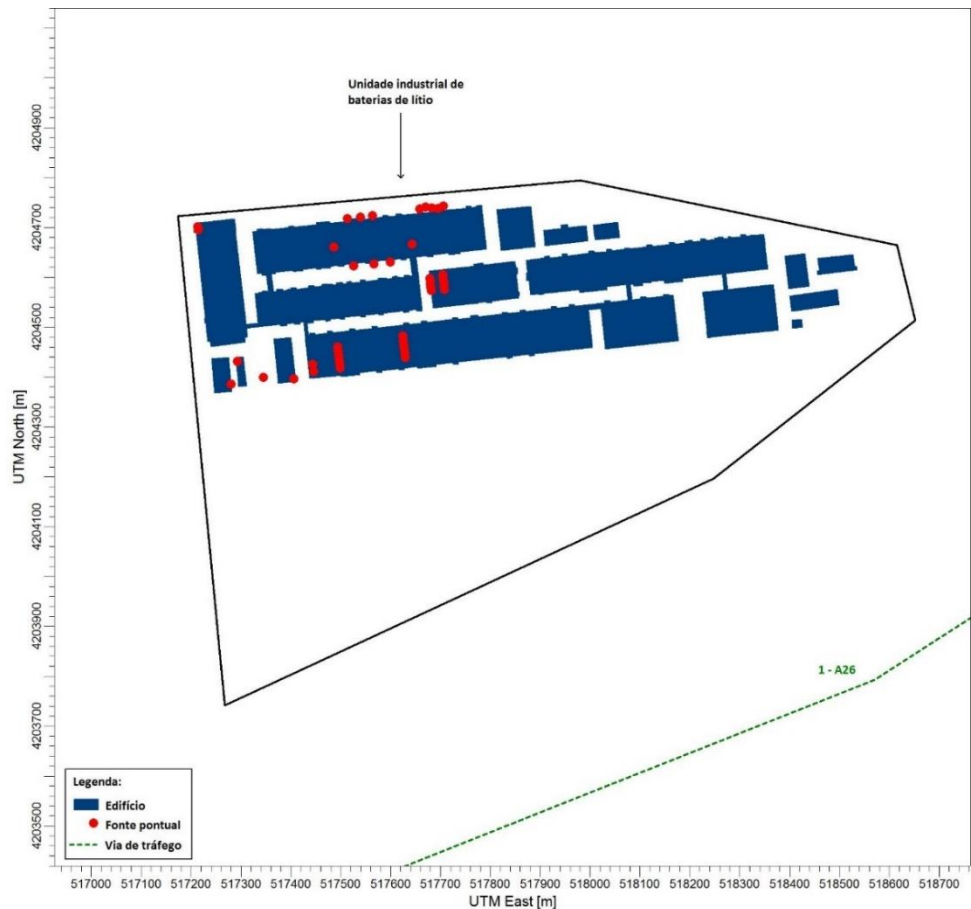 Unidade industrial de
baterias de lítio
UTM North [m]
4204900
4204700
4204500
4204300
4204100
4203900
4203700
4203500
1 - A26
Legenda:
Edifício
Fonte pontual
Via de tráfego
517000 517100 517200 517300 517400 517500 517600 517700 517800 517900 518000 518100 518200 518300 518400 518500 518600 518700
UTM East [m]